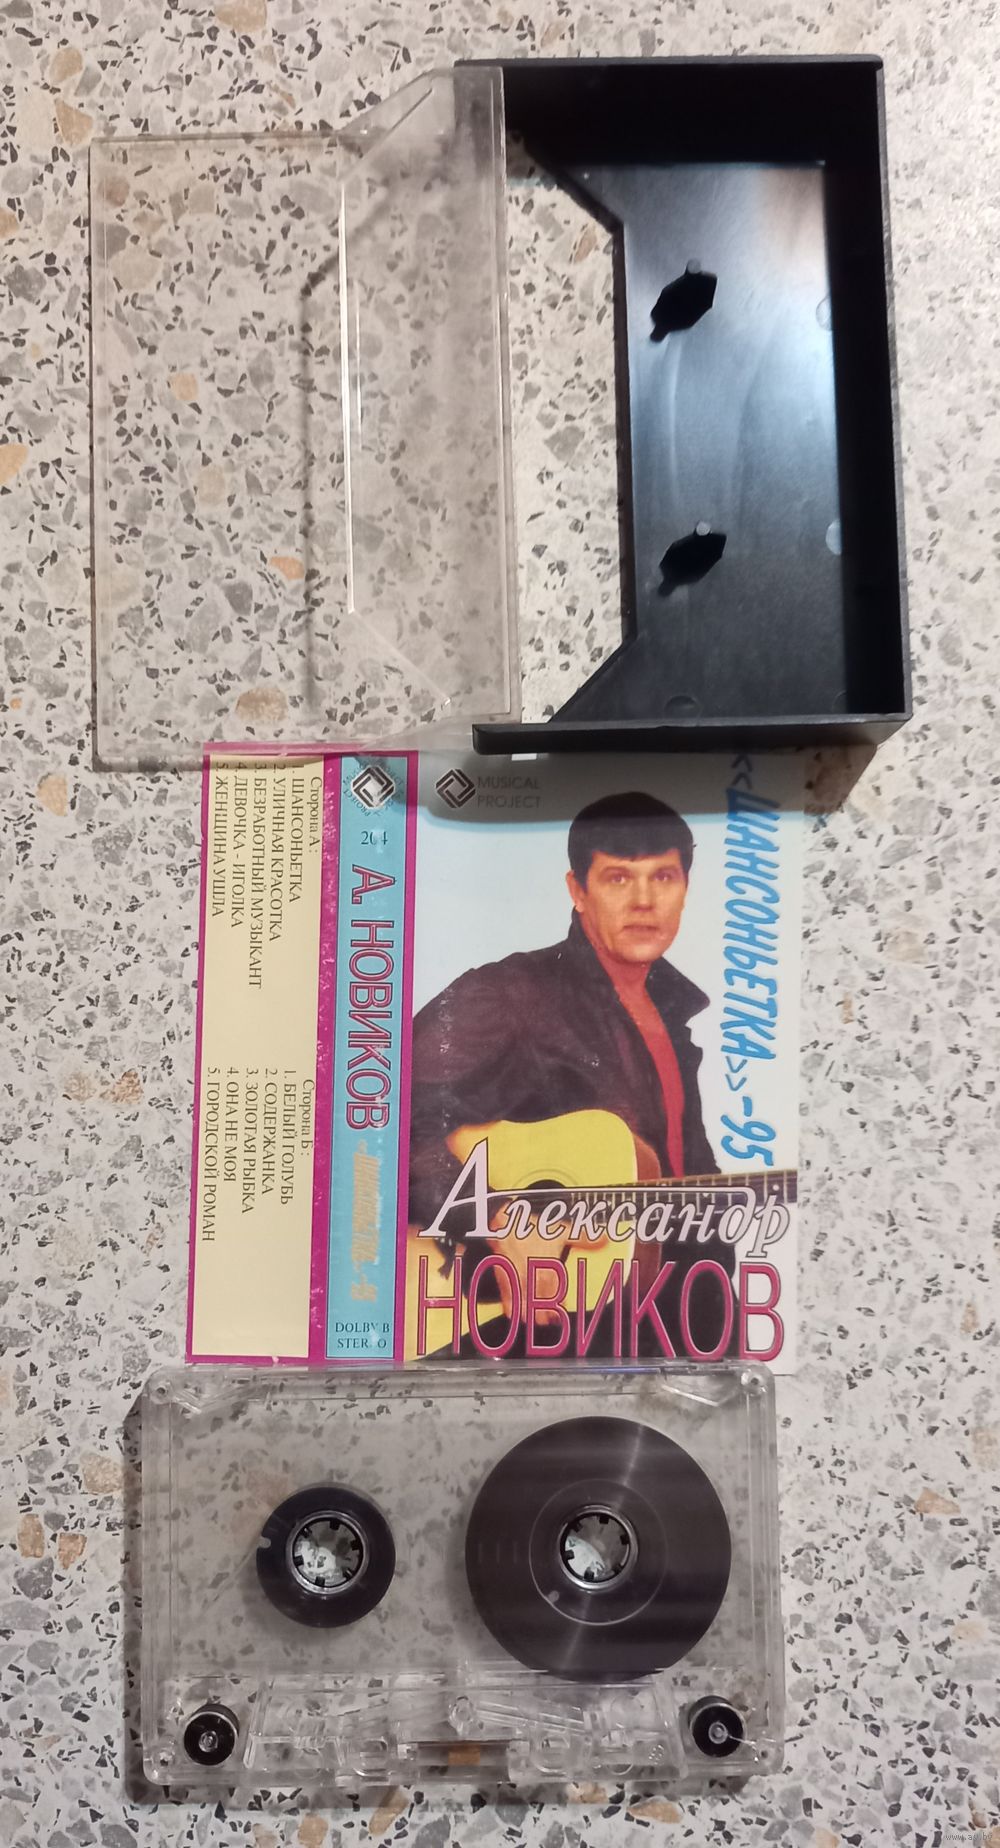 MUSICAL
PROJECT
«ШАНСОНЬЕТКА»-95
Александр
НОВИКОВ
А. НОВИКОВ
DOLBY B
STEREO
Сторона А:
1. ШАНСОНЬЕТКА
2. УЛИЧНАЯ КРАСОТКА
3. БЕЗРАБОТНЫЙ МУЗЫКАНТ
4. ДЕВОЧКА - ИГОЛКА
5. ЖЕНЩИНА УШЛА
Сторона Б:
1. БЕЛЫЙ ГОЛУБЬ
2. СОДЕРЖАНКА
3. ЗОЛОТАЯ РЫБКА
4. ОНА НЕ МОЯ
5. ГОРОДСКОЙ РОМАН